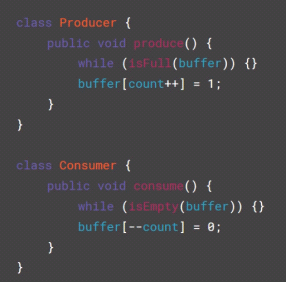 class Producer {
    public void produce() {
        while (isFull(buffer)) {}
        buffer[count++] = 1;
    }
}

class Consumer {
    public void consume() {
        while (isEmpty(buffer)) {}
        buffer[--count] = 0;
    }
}